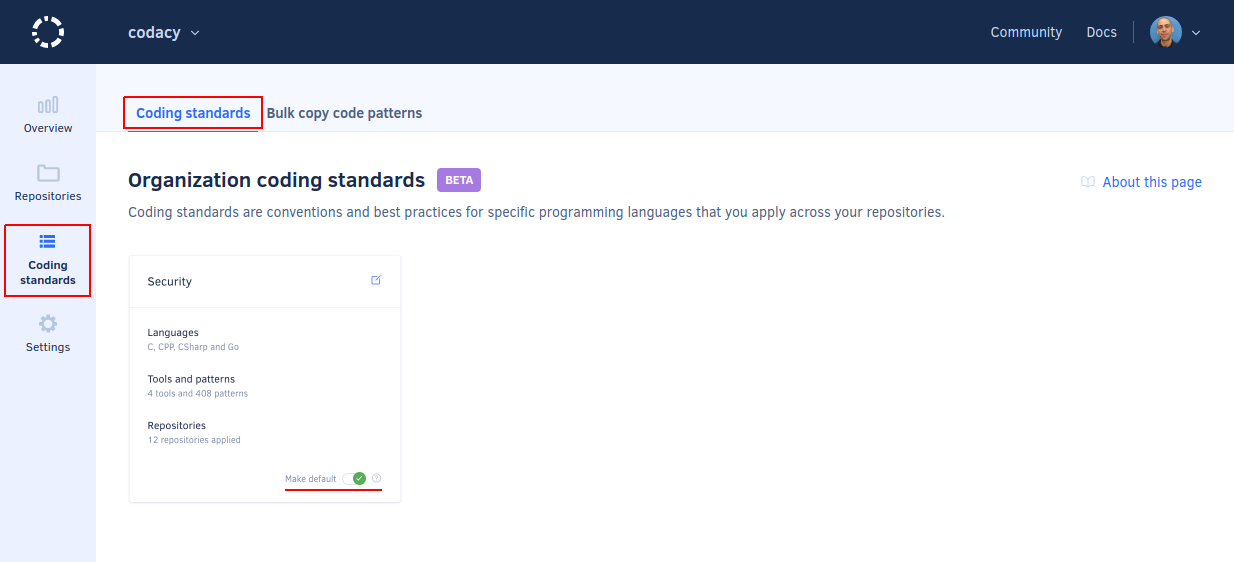 codacy
Community
Docs
Overview
Repositories
Coding
standards
Settings
Coding standards
Bulk copy code patterns
Organization coding standards
BETA
About this page
Coding standards are conventions and best practices for specific programming languages that you apply across your repositories.
Security
Languages
C, CPP, CSharp and Go
Tools and patterns
4 tools and 408 patterns
Repositories
12 repositories applied
Make default